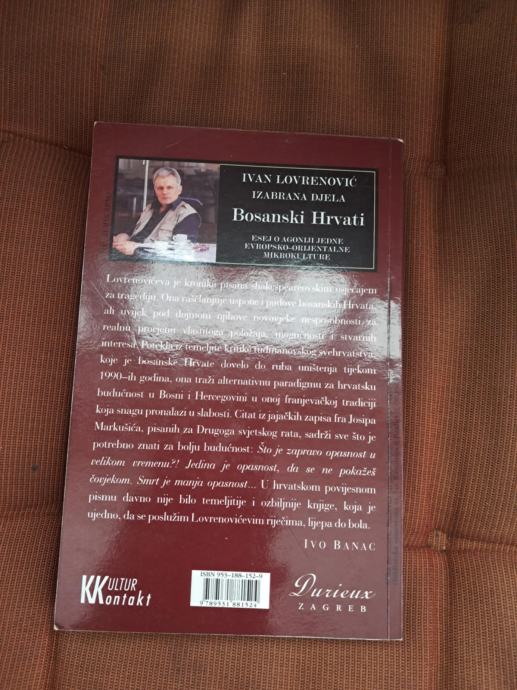 IVAN LOVRENOVIĆ
IZABRANA DJELA
Bosanski Hrvati
ESEJ O AGONIJI JEDNE
EVROPSKO-ORIJENTALNE
MIKROKULTURE
Lovrenovićeva je kronika pisana shakespearovskim osjećajem
za tragediju. Ona raščlanjuje uspone i padove bosanskih Hrvata,
ali uvijek pod dojmom njihove novovjeke nesposobnosti za
realnu procjenu vlastitoga položaja, mogućnosti i stvarnih
interesa. Potekla iz temeljite kritike tuđmanovskog svehrvatstva,
koje je bosanske Hrvate dovelo do ruba uništenja tijekom
1990-ih godina, ona traži alternativnu paradigmu za hrvatsku
budućnost u Bosni i Hercegovini u onoj franjevačkoj tradiciji
koja snagu pronalazi u slabosti. Citat iz jajačkih zapisa fra Josipa
Markušića, pisanih za Drugoga svjetskog rata, sadrži sve što je
potrebno znati za bolju budućnost: Što je zapravo opasnost u
velikom vremenu?! Jedina je opasnost, da se ne pokažeš
čovjekom. Smrt je manja opasnost... U hrvatskom povijesnom
pismu davno nije bilo temeljitije i ozbiljnije knjige, koja je
ujedno, da se poslužim Lovrenovićevim riječima, lijepa do bola.
IVO BANAC
KULTUR
Kontakt
ISBN 953-188-152-9
9 789531 881524
Durieux
ZAGREB